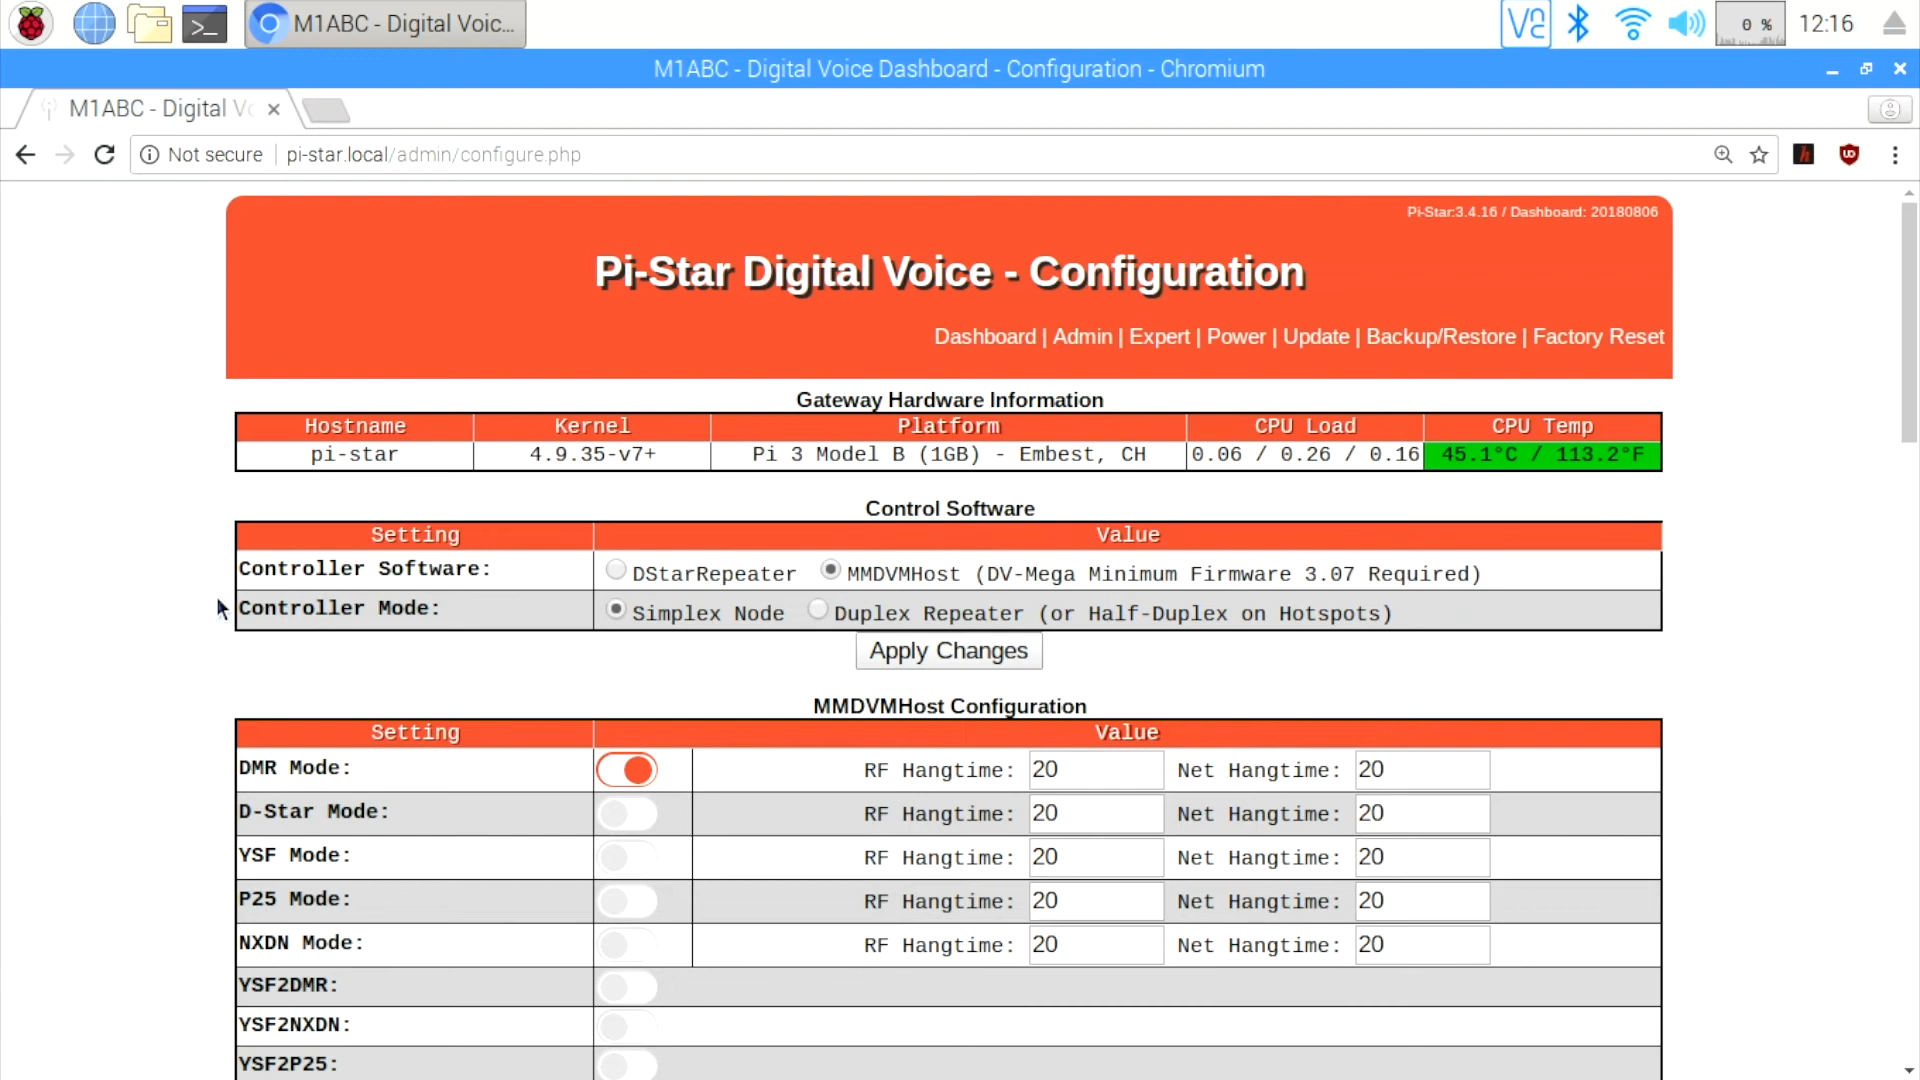 M1ABC - Digital Voic...
0 %
12:16
M1ABC - Digital Voice Dashboard - Configuration - Chromium
M1ABC - Digital Vo
Not secure
pi-star.local/admin/configure.php
Pi-Star:3.4.16 / Dashboard: 20180806
Pi-Star Digital Voice - Configuration
Dashboard | Admin | Expert | Power | Update | Backup/Restore | Factory Reset
Gateway Hardware Information
Hostname Kernel Platform CPU Load CPU Temp
pi-star 4.9.35-v7+ Pi 3 Model B (1GB) - Embest, CH 0.06 / 0.26 / 0.16 45.1°C / 113.2°F
Control Software
Setting Value
Controller Software: DStarRepeater MMDVMHost (DV-Mega Minimum Firmware 3.07 Required)
Controller Mode: Simplex Node Duplex Repeater (or Half-Duplex on Hotspots)
Apply Changes
MMDVMHost Configuration
Setting Value
DMR Mode: RF Hangtime: 20 Net Hangtime: 20
D-Star Mode: RF Hangtime: 20 Net Hangtime: 20
YSF Mode: RF Hangtime: 20 Net Hangtime: 20
P25 Mode: RF Hangtime: 20 Net Hangtime: 20
NXDN Mode: RF Hangtime: 20 Net Hangtime: 20
YSF2DMR:
YSF2NXDN:
YSF2P25: